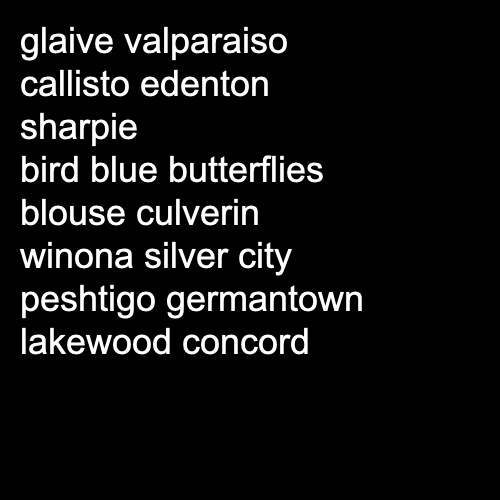 glaive valparaiso
callisto edenton
sharpie
bird blue butterflies
blouse culverin
winona silver city
peshtigo germantown
lakewood concord